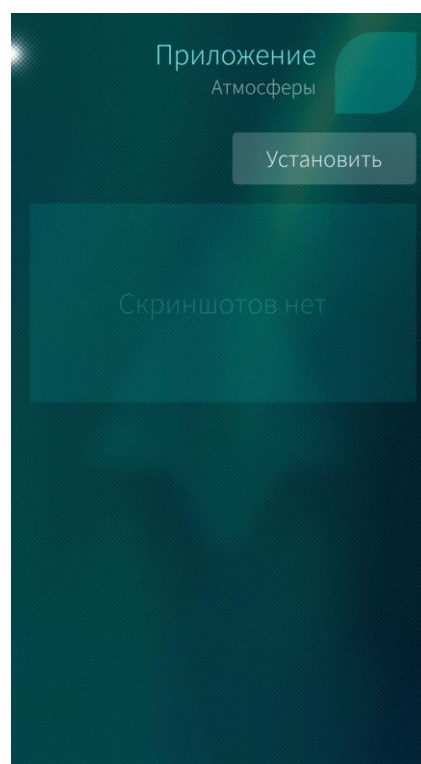 Приложение
Атмосферы
Установить
Скриншотов нет